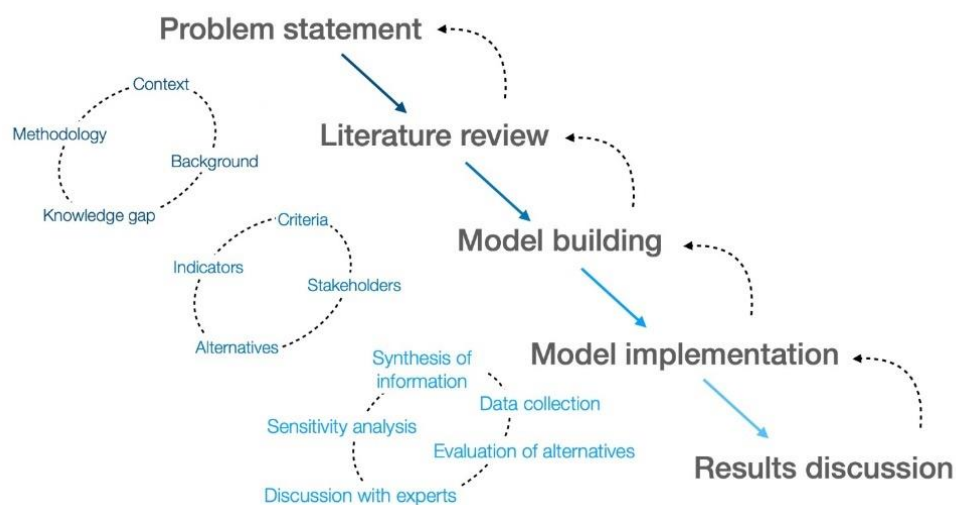 Problem statement
Context
Methodology
Literature review
Background
Knowledge gap
Criteria
Model building
Indicators
Stakeholders
Alternatives
Synthesis of
information
Model implementation
Data collection
Sensitivity analysis
Evaluation of alternatives
Results discussion
Discussion with experts